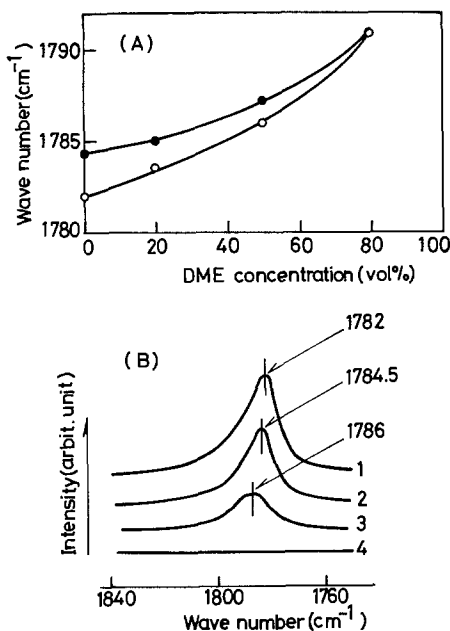 (A)
Wave number (cm⁻¹)
1790
1785
1780
0 20 40 60 80 100
DME concentration (vol%)
(B)
Intensity (arbit. unit)
1782
1784.5
1786
1
2
3
4
1840 1800 1760
Wave number (cm⁻¹)